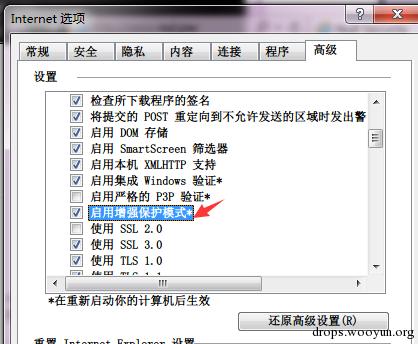 Internet 选项
常规 安全 隐私 内容 连接 程序 高级
设置
检查所下载程序的签名
将提交的 POST 重定向到不允许发送的区域时发出警
启用 DOM 存储
启用 SmartScreen 筛选器
启用本机 XMLHTTP 支持
启用集成 Windows 验证*
启用严格的 P3P 验证*
启用增强保护模式*
使用 SSL 2.0
使用 SSL 3.0
使用 TLS 1.0
使用 TLS 1.1
*在重新启动你的计算机后生效
还原高级设置(R)
drops.wooyun.org
重置 Internet Explorer 设置